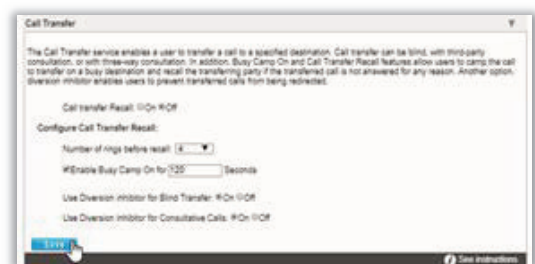 Call Transfer
The Call Transfer service enables a user to transfer a call to a specified destination. Call transfer can be blind, with third-party
consultation, or with three-way consultation. In addition, Busy Camp On and Call Transfer Recall features allow users to camp the call
to transfer on a busy destination and recall the transferring party if the transferred call is not answered for any reason. Another option,
diversion inhibitor enables users to prevent transferred calls from being redirected.
Call transfer Recall: On Off
Configure Call Transfer Recall:
Number of rings before recall: 4
Enable Busy Camp On for 120 Seconds
Use Diversion inhibitor for Blind Transfer: On Off
Use Diversion inhibitor for Consultative Calls: On Off
Save
See instructions